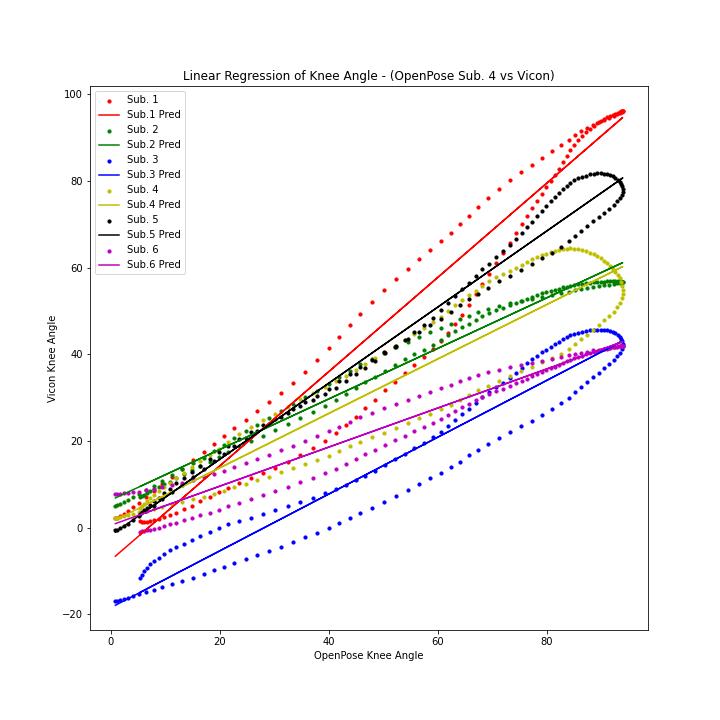 Linear Regression of Knee Angle - (OpenPose Sub. 4 vs Vicon)
Sub. 1
Sub.1 Pred
Sub. 2
Sub.2 Pred
Sub. 3
Sub.3 Pred
Sub. 4
Sub.4 Pred
Sub. 5
Sub.5 Pred
Sub. 6
Sub.6 Pred
100
80
60
40
20
0
−20
Vicon Knee Angle
0 20 40 60 80
OpenPose Knee Angle